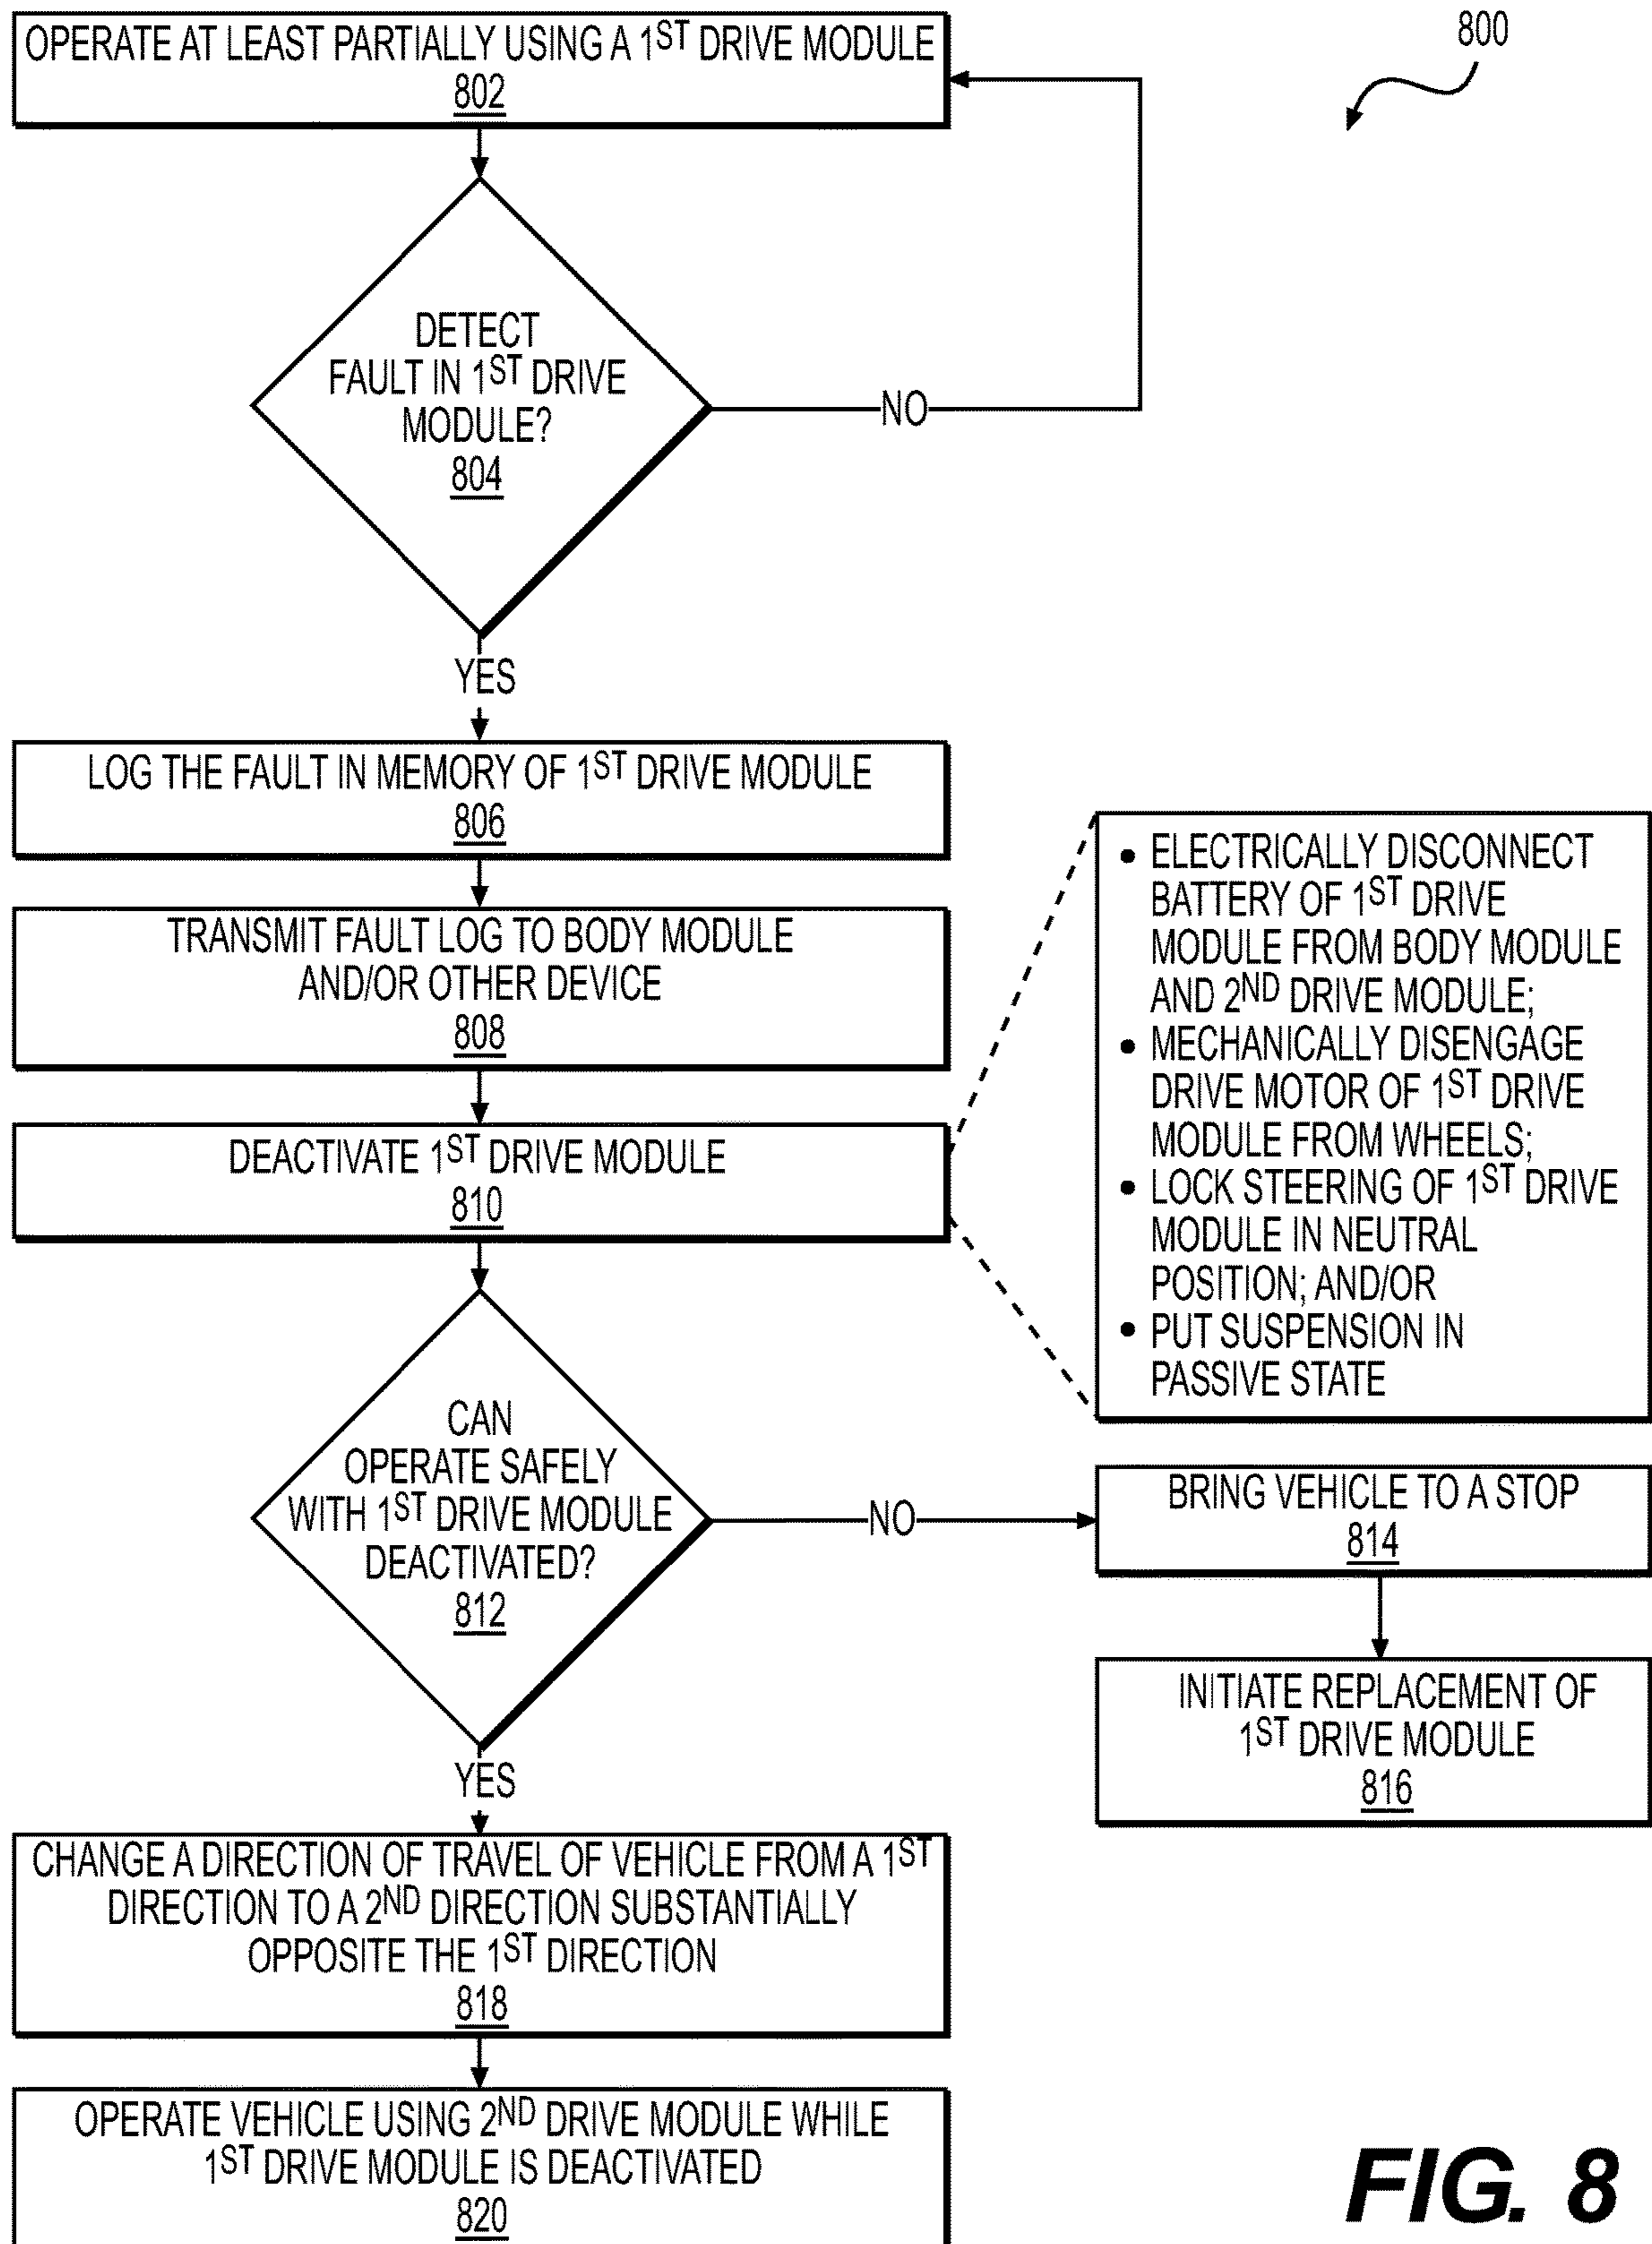 OPERATE AT LEAST PARTIALLY USING A 1ST DRIVE MODULE
802
800
DETECT
FAULT IN 1ST DRIVE
MODULE?
804
NO
YES
LOG THE FAULT IN MEMORY OF 1ST DRIVE MODULE
806
TRANSMIT FAULT LOG TO BODY MODULE
AND/OR OTHER DEVICE
808
DEACTIVATE 1ST DRIVE MODULE
810
• ELECTRICALLY DISCONNECT
BATTERY OF 1ST DRIVE
MODULE FROM BODY MODULE
AND 2ND DRIVE MODULE;
• MECHANICALLY DISENGAGE
DRIVE MOTOR OF 1ST DRIVE
MODULE FROM WHEELS;
• LOCK STEERING OF 1ST DRIVE
MODULE IN NEUTRAL
POSITION; AND/OR
• PUT SUSPENSION IN
PASSIVE STATE
CAN
OPERATE SAFELY
WITH 1ST DRIVE MODULE
DEACTIVATED?
812
NO
BRING VEHICLE TO A STOP
814
INITIATE REPLACEMENT OF
1ST DRIVE MODULE
816
YES
CHANGE A DIRECTION OF TRAVEL OF VEHICLE FROM A 1ST
DIRECTION TO A 2ND DIRECTION SUBSTANTIALLY
OPPOSITE THE 1ST DIRECTION
818
OPERATE VEHICLE USING 2ND DRIVE MODULE WHILE
1ST DRIVE MODULE IS DEACTIVATED
820
FIG. 8